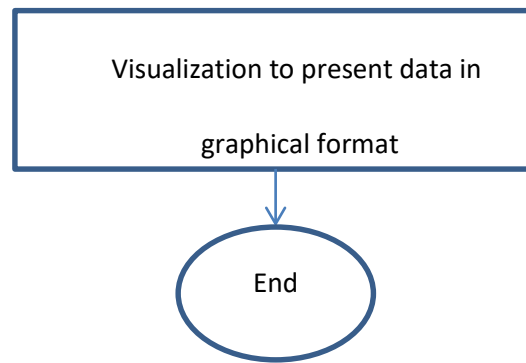 Visualization to present data in
graphical format
End